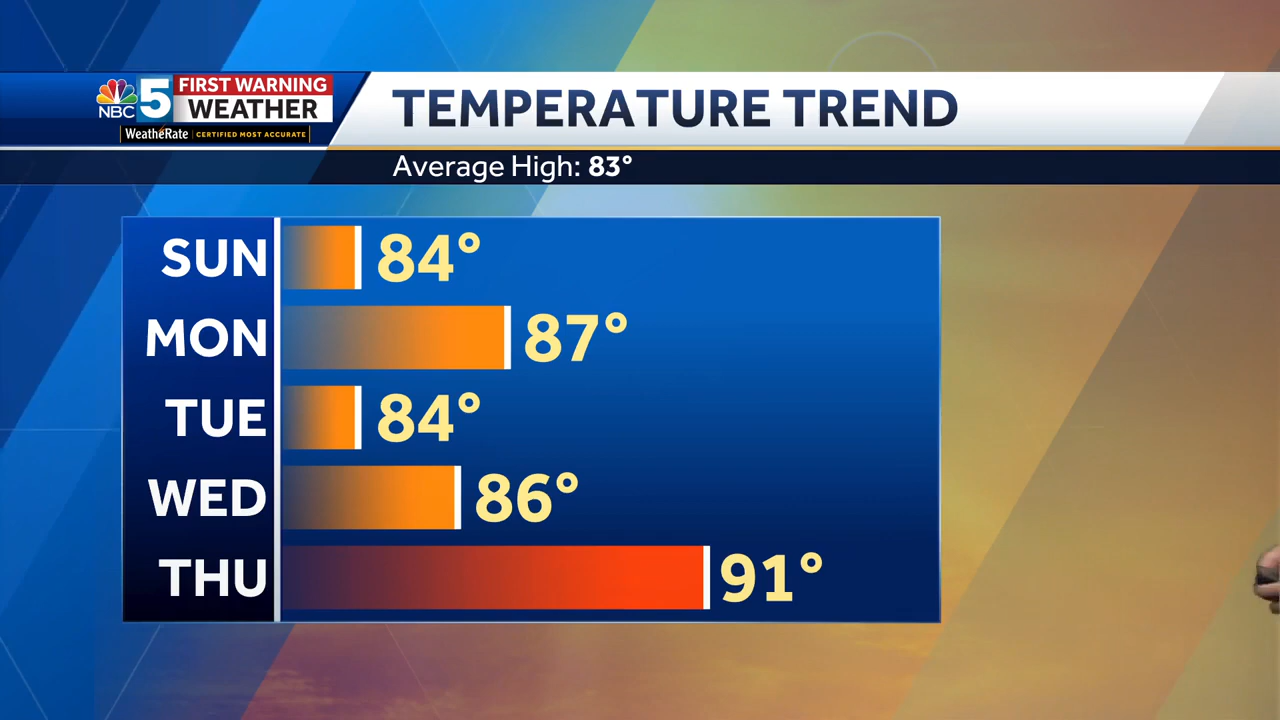 NBC 5 FIRST WARNING WEATHER
WeatheRate CERTIFIED MOST ACCURATE
TEMPERATURE TREND
Average High: 83°
SUN 84°
MON 87°
TUE 84°
WED 86°
THU 91°